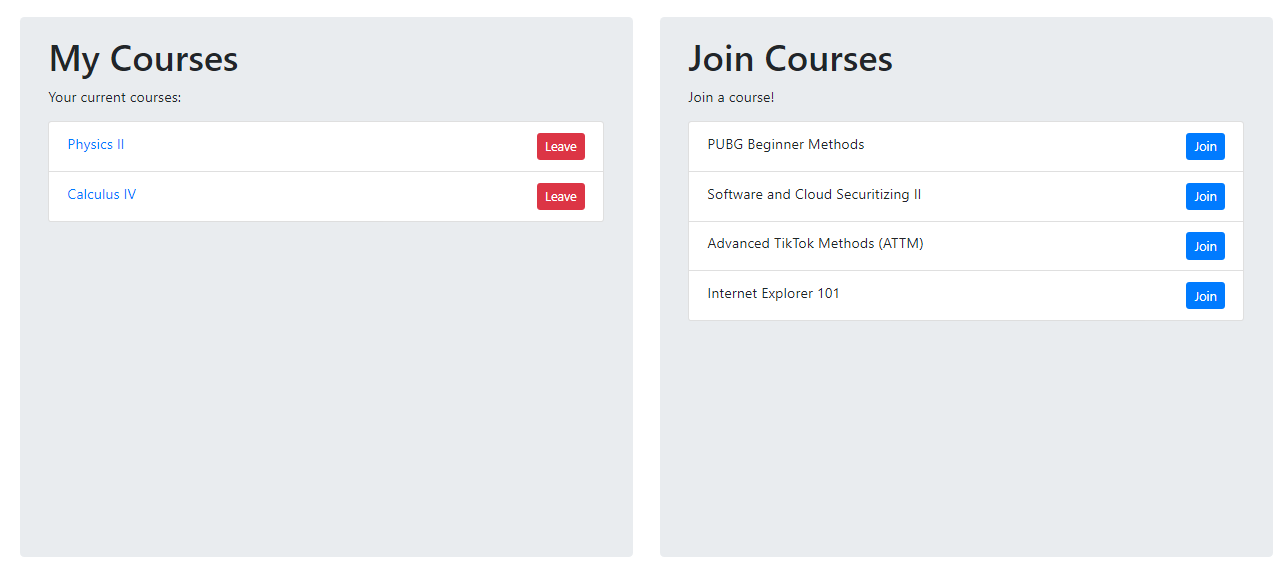 My Courses
Your current courses:
Physics II
Leave
Calculus IV
Leave
Join Courses
Join a course!
PUBG Beginner Methods
Join
Software and Cloud Securitizing II
Join
Advanced TikTok Methods (ATTM)
Join
Internet Explorer 101
Join